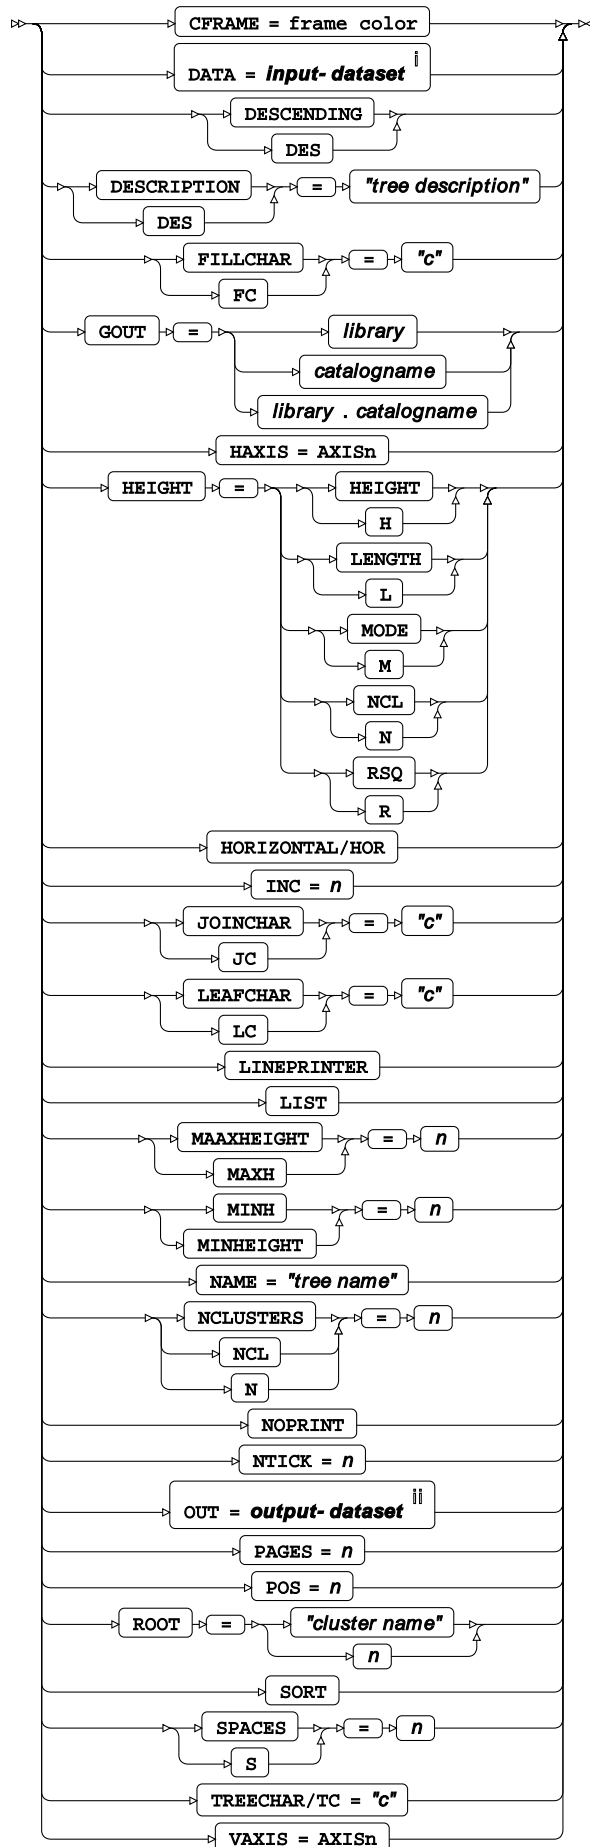 CFRAME = frame color
DATA = input- dataset i
DESCENDING
DES
DESCRIPTION = "tree description"
DES
FILLCHAR = "c"
FC
GOUT = library
catalogname
library . catalogname
HAXIS = AXISn
HEIGHT = HEIGHT
H
LENGTH
L
MODE
M
NCL
N
RSQ
R
HORIZONTAL/HOR
INC = n
JOINCHAR = "c"
JC
LEAFCHAR = "c"
LC
LINEPRINTER
LIST
MAAXHEIGHT = n
MAXH
MINH = n
MINHEIGHT
NAME = "tree name"
NCLUSTERS = n
NCL
N
NOPRINT
NTICK = n
OUT = output- dataset ii
PAGES = n
POS = n
ROOT = "cluster name"
n
SORT
SPACES = n
S
TREECHAR/TC = "c"
VAXIS = AXISn